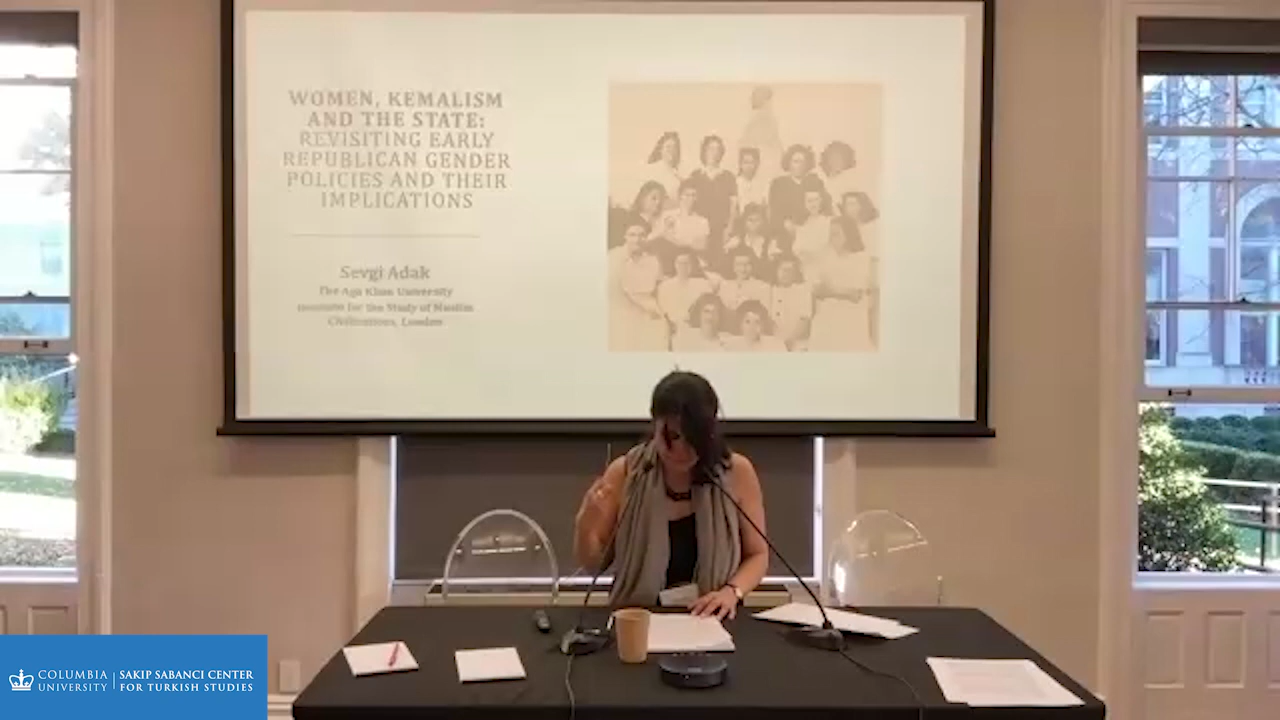 WOMEN, KEMALISM
AND THE STATE:
REVISITING EARLY
REPUBLICAN GENDER
POLICIES AND THEIR
IMPLICATIONS
Sevgi Adak
The Aga Khan University
Institute for the Study of Muslim
Civilizations, London
COLUMBIA
UNIVERSITY
SAKIP SABANCI CENTER
FOR TURKISH STUDIES